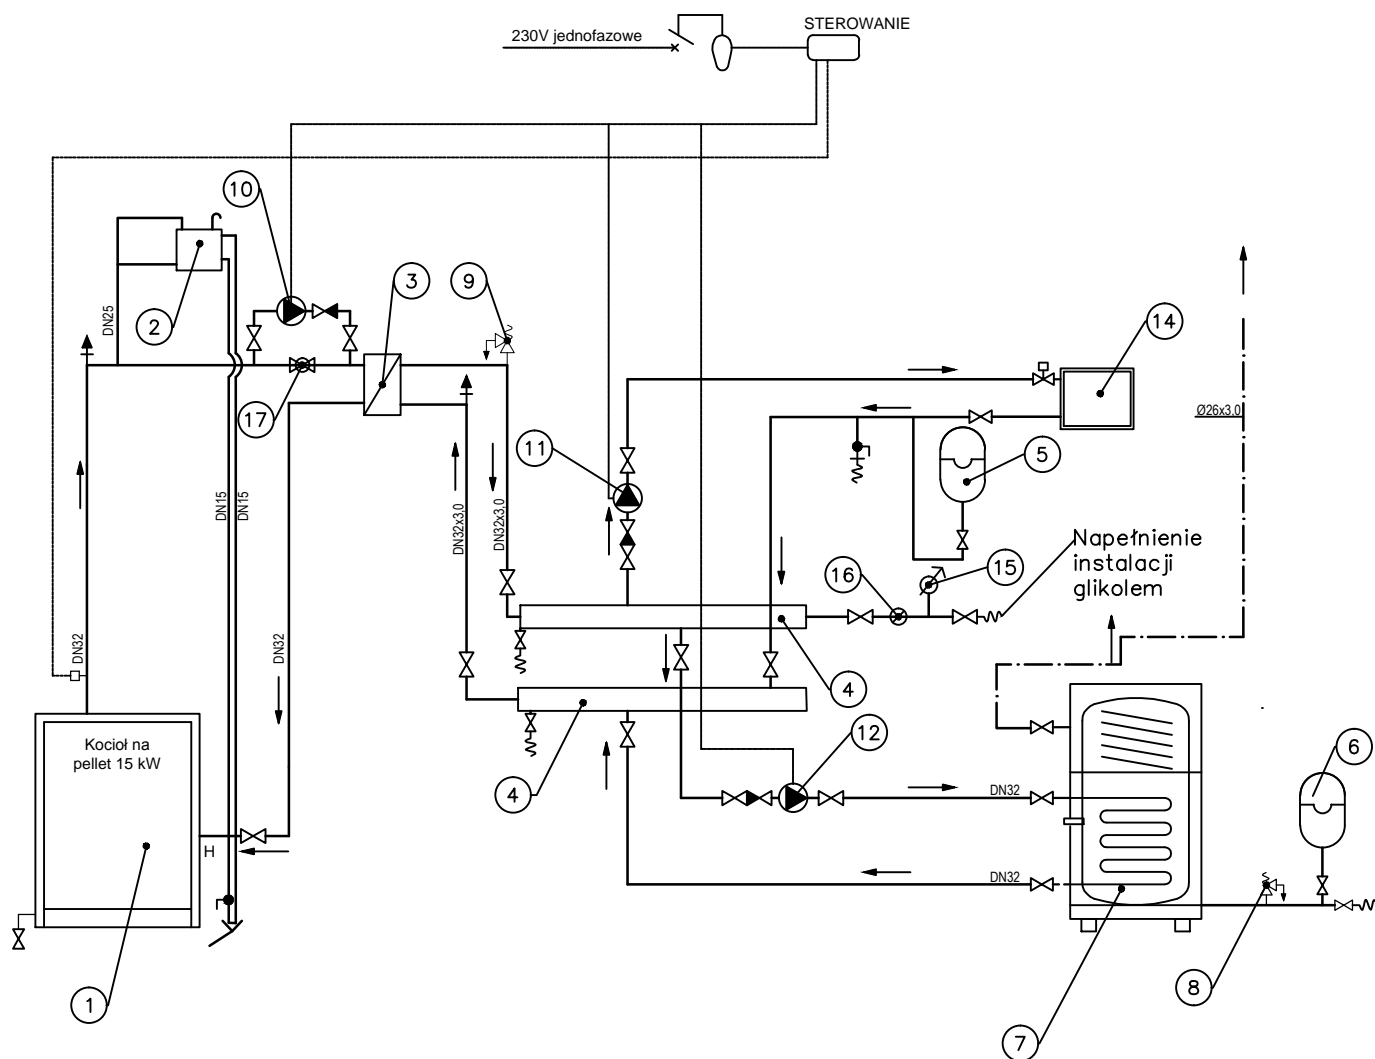 STEROWANIE
230V jednofazowe
10
2
3
9
14
DN25
17
11
5
Ø26x3,0
DN15
DN15
DN32x3,0
DN32x3,0
Napełnienie
instalacji
glikolem
16
15
DN32
DN32
4
4
12
Kocioł na
pellet 15 kW
6
DN32
H
DN32
1
7
8